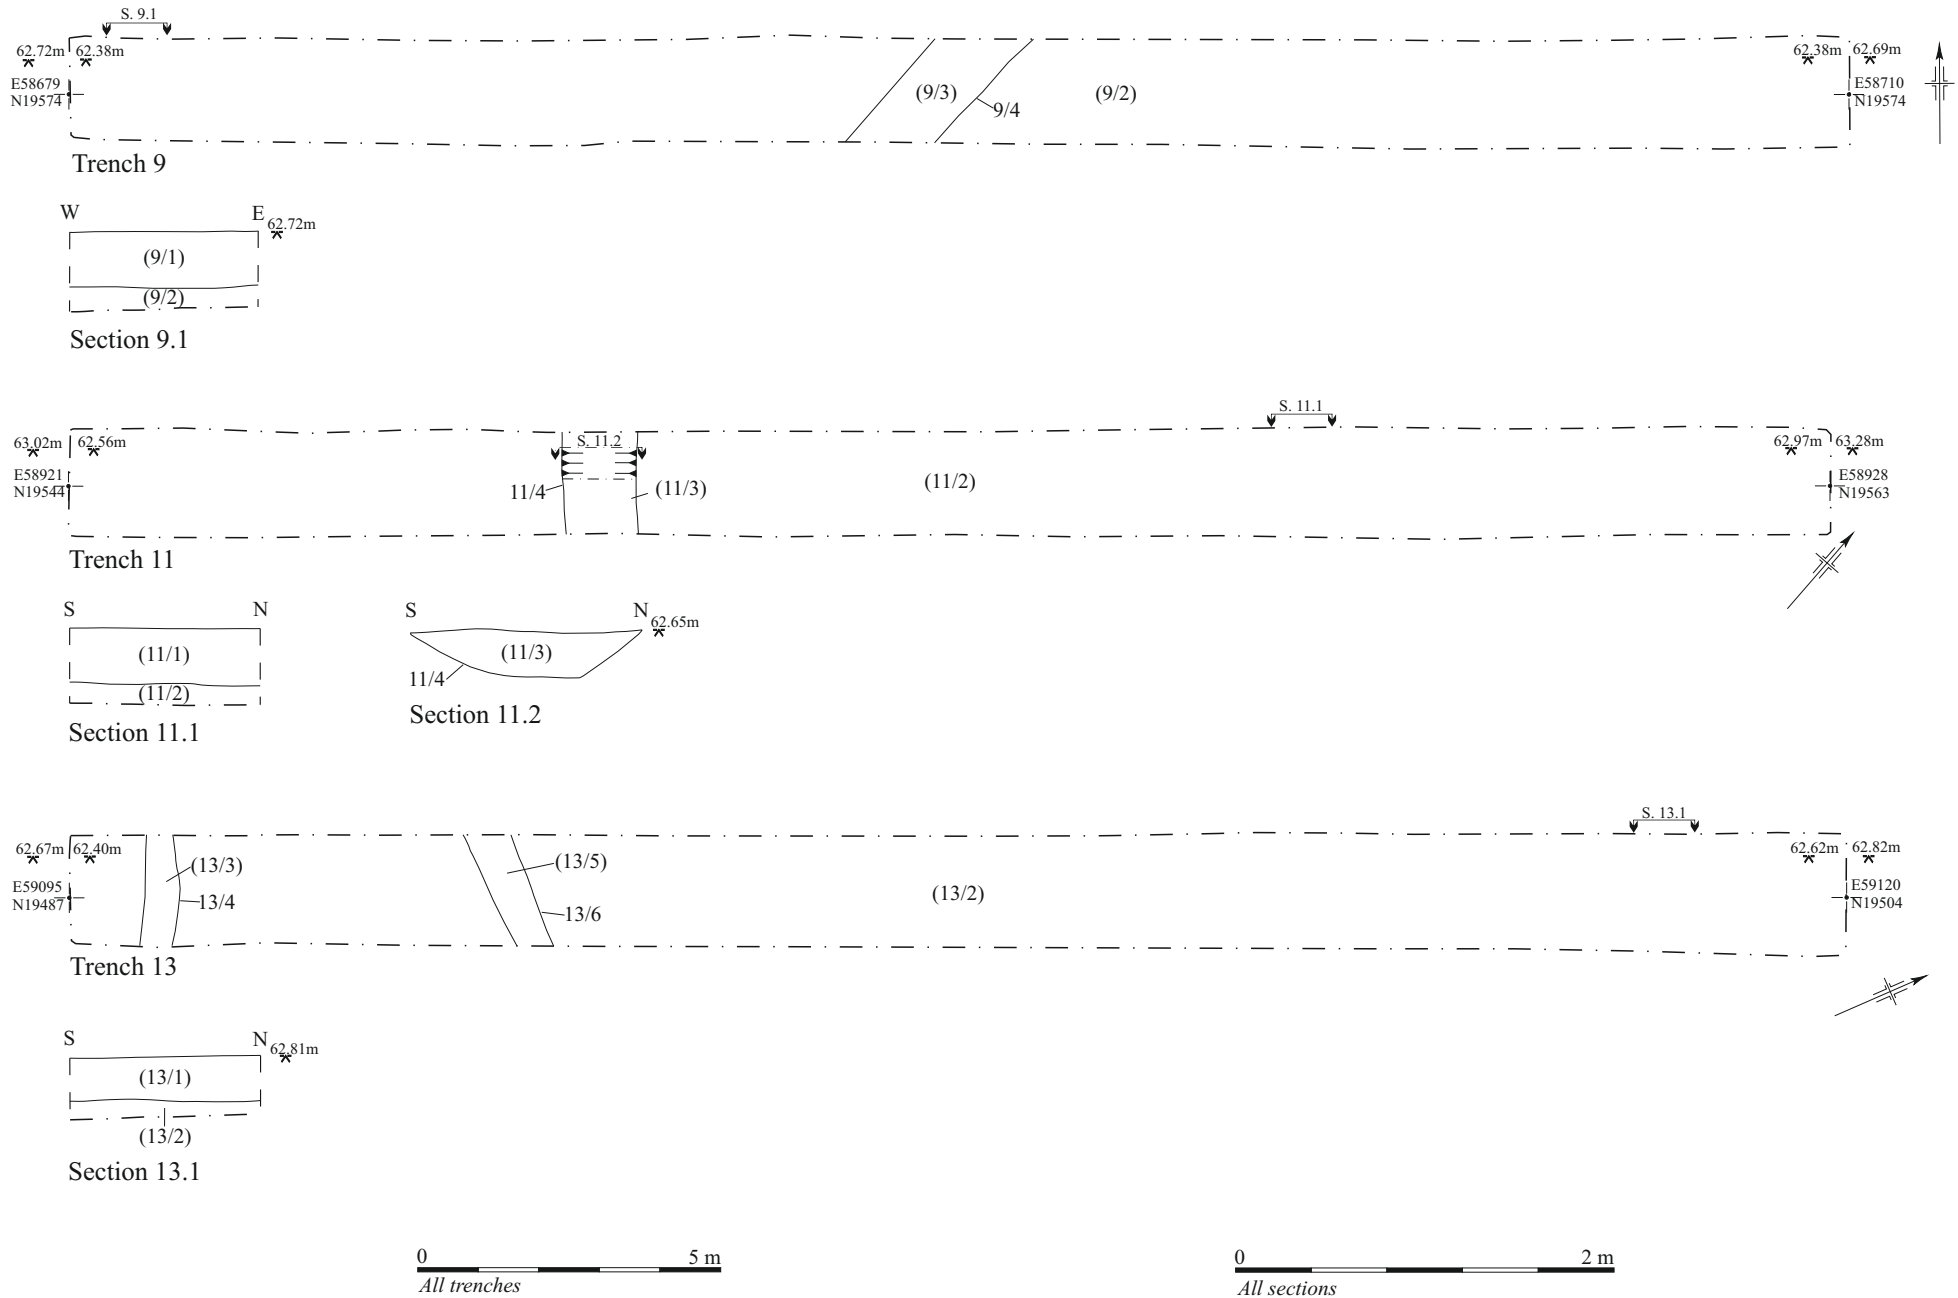 S. 9.1
62.72m 62.38m
62.38m 62.69m
E58679
N19574
(9/3)
9/4
(9/2)
E58710
N19574
Trench 9
W E
62.72m
(9/1)
(9/2)
Section 9.1
S. 11.1
63.02m 62.56m
S. 11.2
62.97m 63.28m
E58921
N19544
11/4
(11/3)
(11/2)
E58928
N19563
Trench 11
S N
(11/1)
(11/2)
Section 11.1
S N
62.65m
(11/3)
11/4
Section 11.2
S. 13.1
62.67m 62.40m
62.62m 62.82m
E59095
N19487
(13/3)
13/4
(13/5)
13/6
(13/2)
E59120
N19504
Trench 13
S N
62.81m
(13/1)
(13/2)
Section 13.1
0 5 m
All trenches
0 2 m
All sections